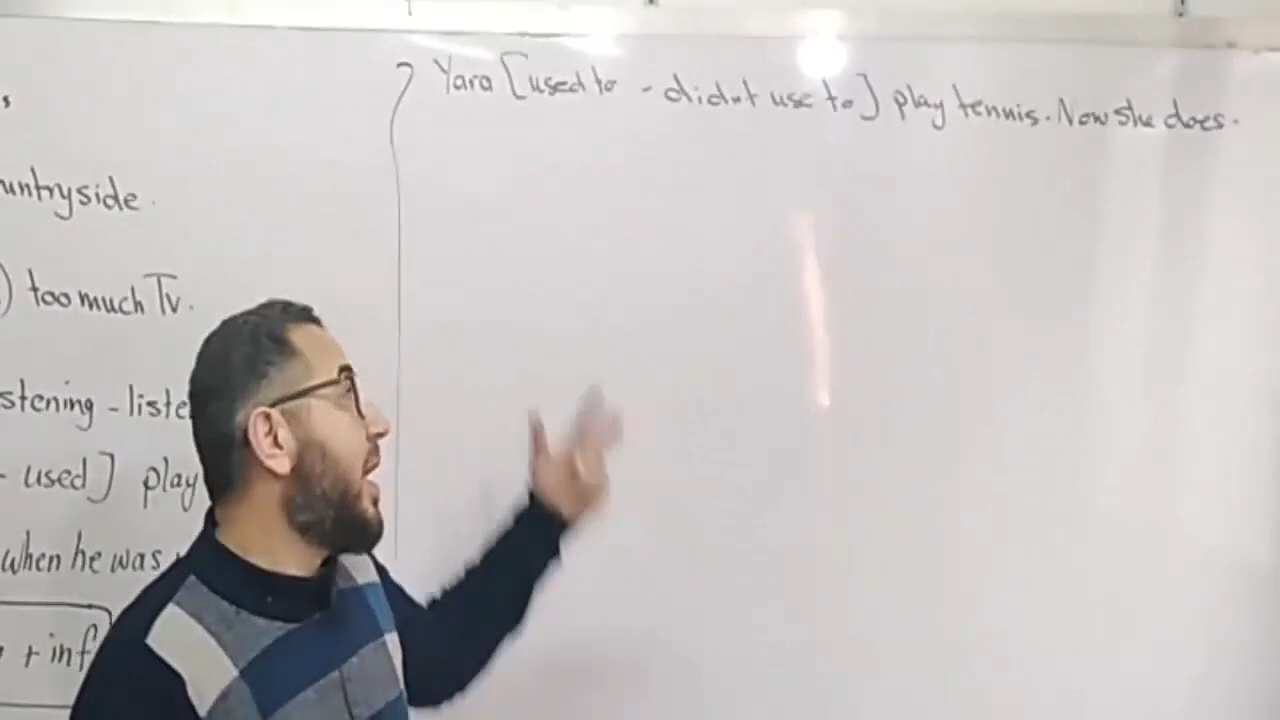 Yara [used to - didnt use to] play tennis. Now she does.
untryside.
) too much Tv.
stening - liste
- used] play
when he was
+ inf